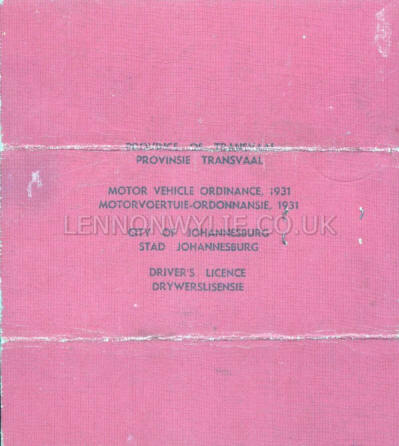 PROVINCE OF TRANSVAAL
PROVINSIE TRANSVAAL
MOTOR VEHICLE ORDINANCE, 1931
MOTORVOERTUIE-ORDONNANSIE, 1931
LENNONWYLIE.CO.UK
CITY OF JOHANNESBURG
STAD JOHANNESBURG
DRIVER'S LICENCE
DRYWERSLISENSIE